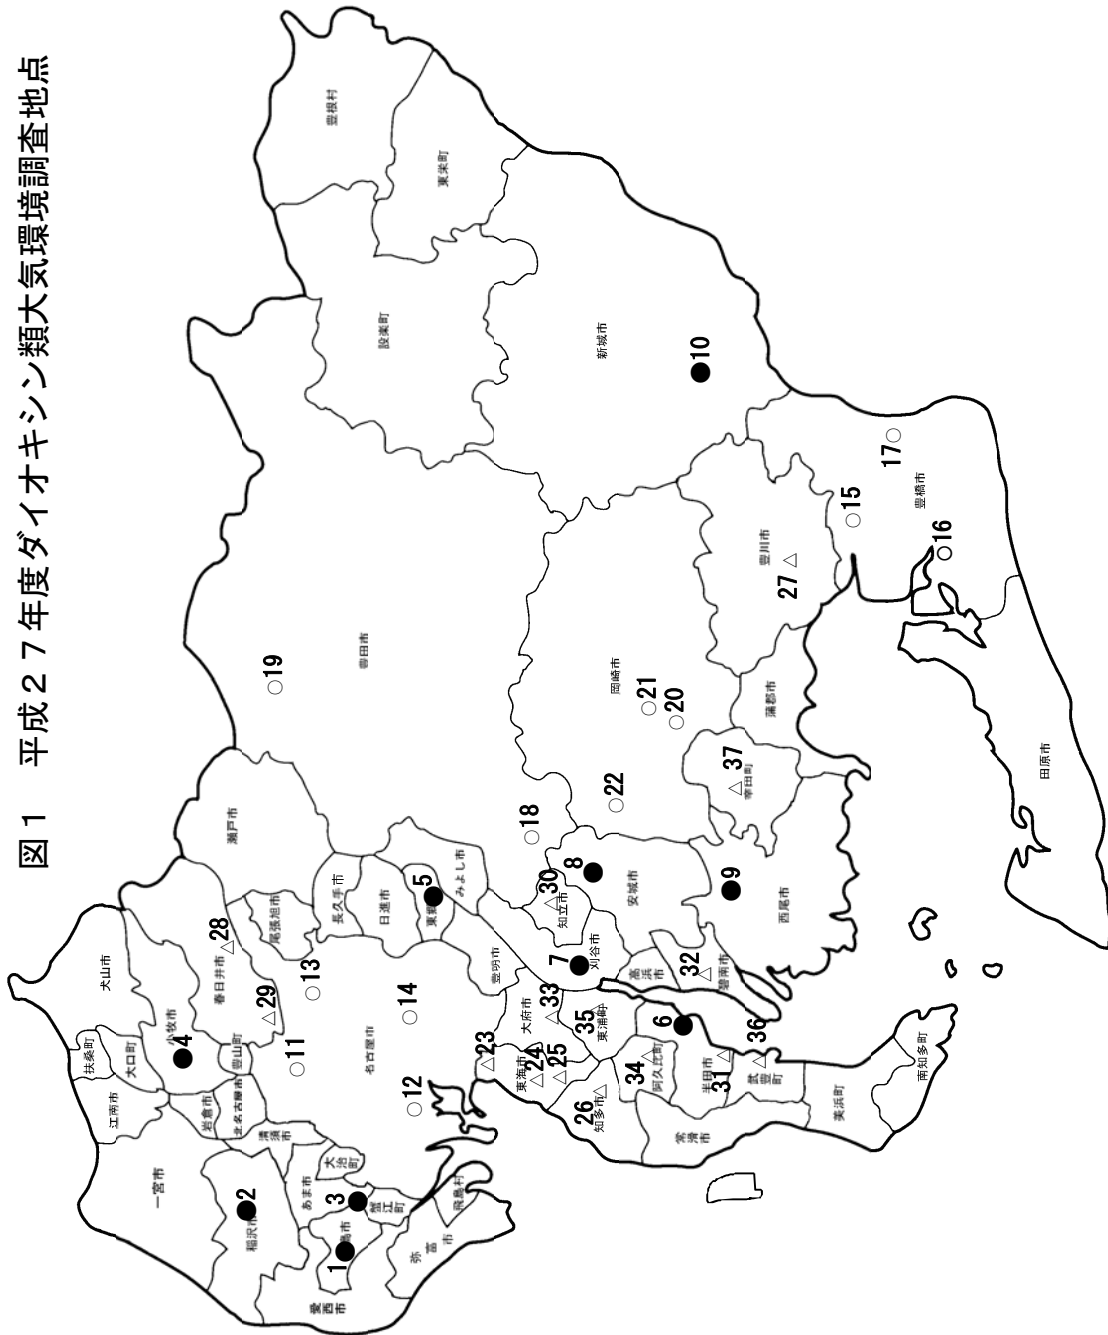 図1　平成27年度ダイオキシン類大気環境調査地点
豊根村
東栄町
設楽町
新城市
10
豊田市
19
18
瀬戸市
尾張旭市
長久手市
日進市
東郷
5
みよし市
豊明市
犬山市
扶桑町
大口町
江南市
小牧市
4
春日井市
28
29
豊山町
岩倉市
北名古屋市
清須市
一宮市
稲沢市
2
あま市
大治町
3
蟹江町
島市
1
愛西市
弥富市
飛島村
名古屋市
11
12
13
14
大府市
33
東海市
23
24
25
知多市
26
東浦町
35
阿久比町
34
半田市
6
31
武豊町
36
常滑市
美浜町
南知多町
知立市
30
刈谷市
7
安城市
8
高浜市
碧南市
32
西尾市
9
岡崎市
20
21
22
幸田町
37
蒲郡市
豊川市
27
豊橋市
15
16
17
田原市